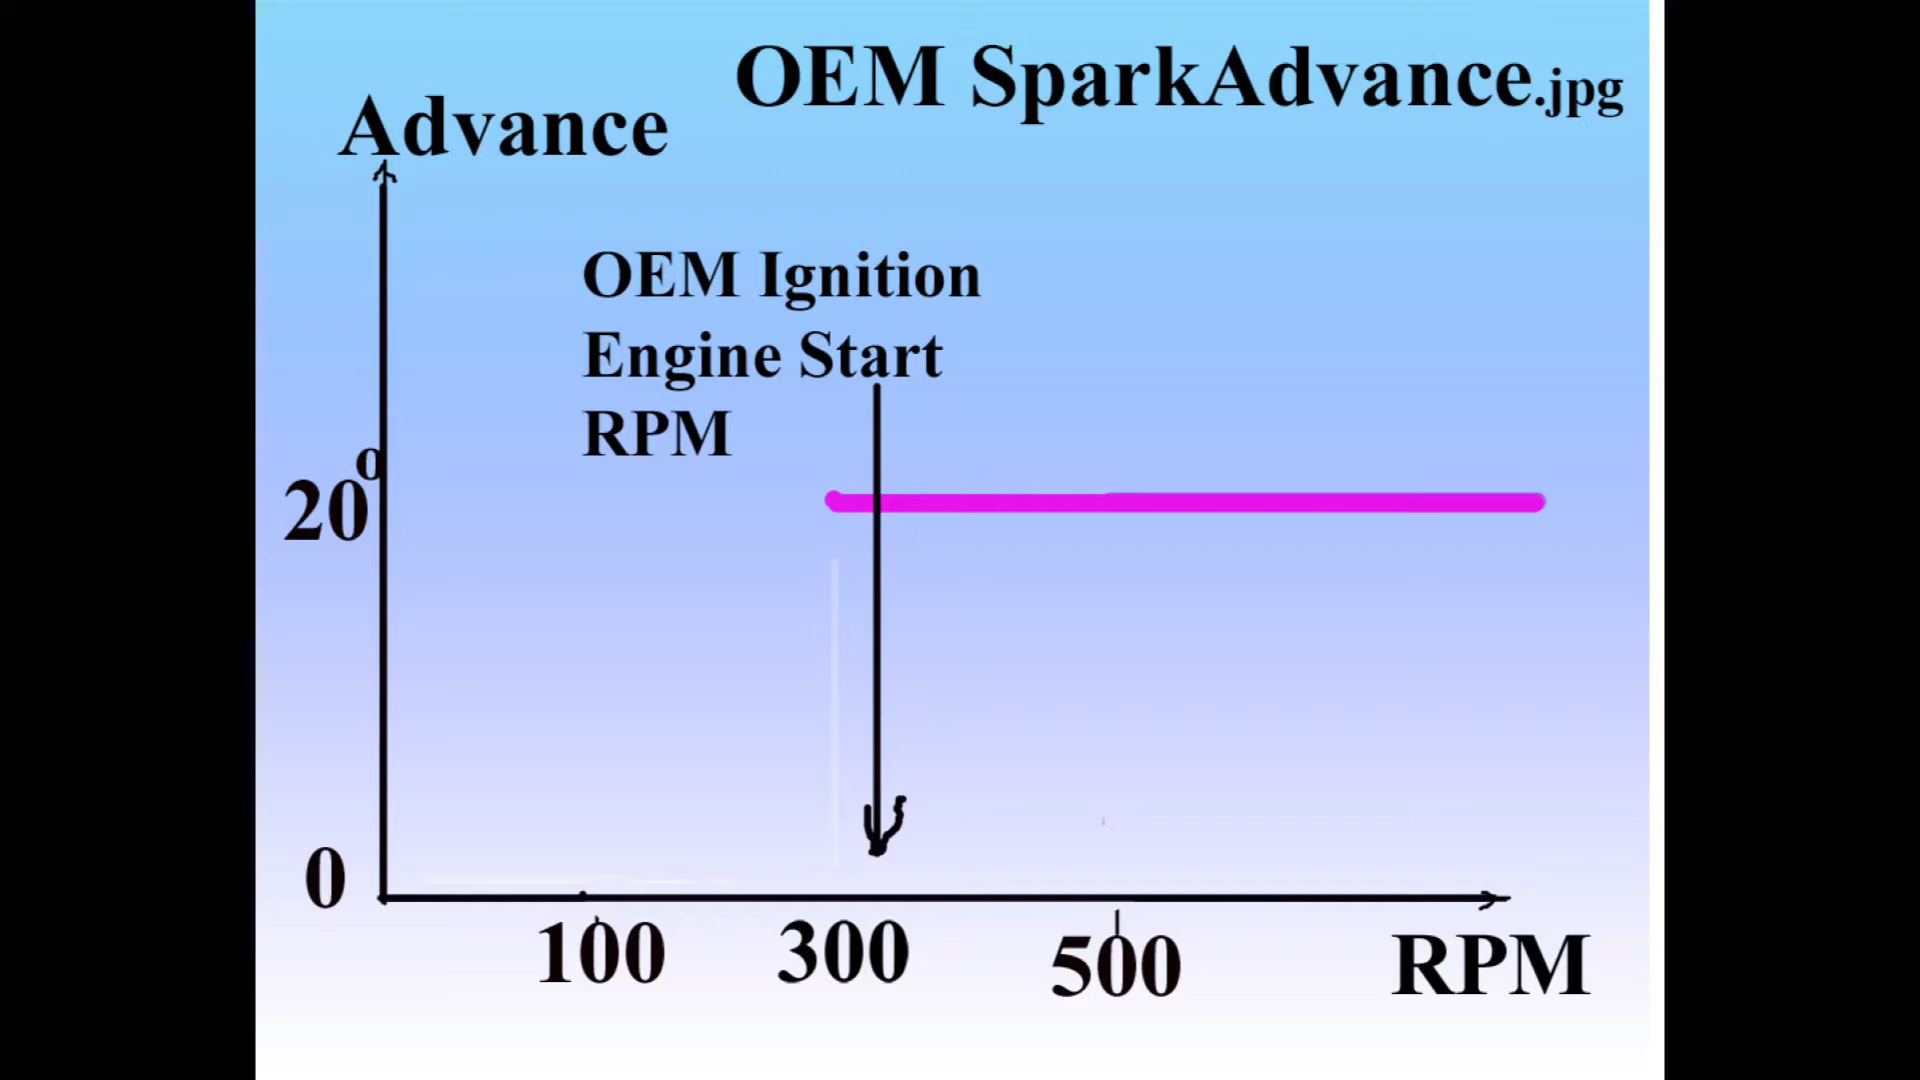 OEM SparkAdvance.jpg
Advance
OEM Ignition
Engine Start
RPM
20°
0
100 300 500 RPM